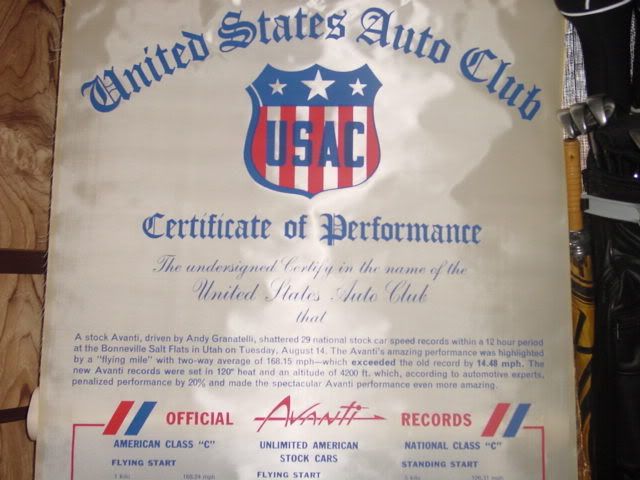 United States Auto Club
USAC
Certificate of Performance
The undersigned Certify in the name of the
United States Auto Club
that
A stock Avanti, driven by Andy Granatelli, shattered 29 national stock car speed records within a 12 hour period
at the Bonneville Salt Flats in Utah on Tuesday, August 14. The Avanti's amazing performance was highlighted
by a "flying mile" with two-way average of 168.15 mph—which exceeded the old record by 14.48 mph. The
new Avanti records were set in 120° heat and an altitude of 4200 ft. which, according to automotive experts,
penalized performance by 20% and made the spectacular Avanti performance even more amazing.
OFFICIAL Avanti RECORDS
AMERICAN CLASS "C"
FLYING START
1 Kilo 168.24 mph
UNLIMITED AMERICAN
STOCK CARS
FLYING START
NATIONAL CLASS "C"
STANDING START